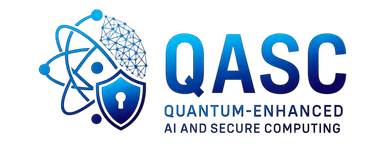 QASC
QUANTUM-ENHANCED
AI AND SECURE COMPUTING